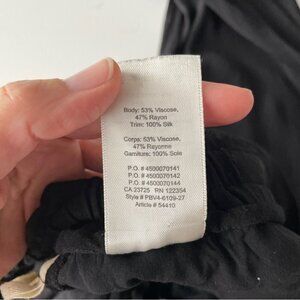 Body: 53% Viscose,
47% Rayon
Trim: 100% Silk
Corps: 53% Viscose,
47% Rayonne
Garniture: 100% Soie
P.O. # 4500070141
P.O. # 4500070142
P.O. # 4500070144
CA 23725 RN 122354
Style # PBV4-6109-27
Article # 54410